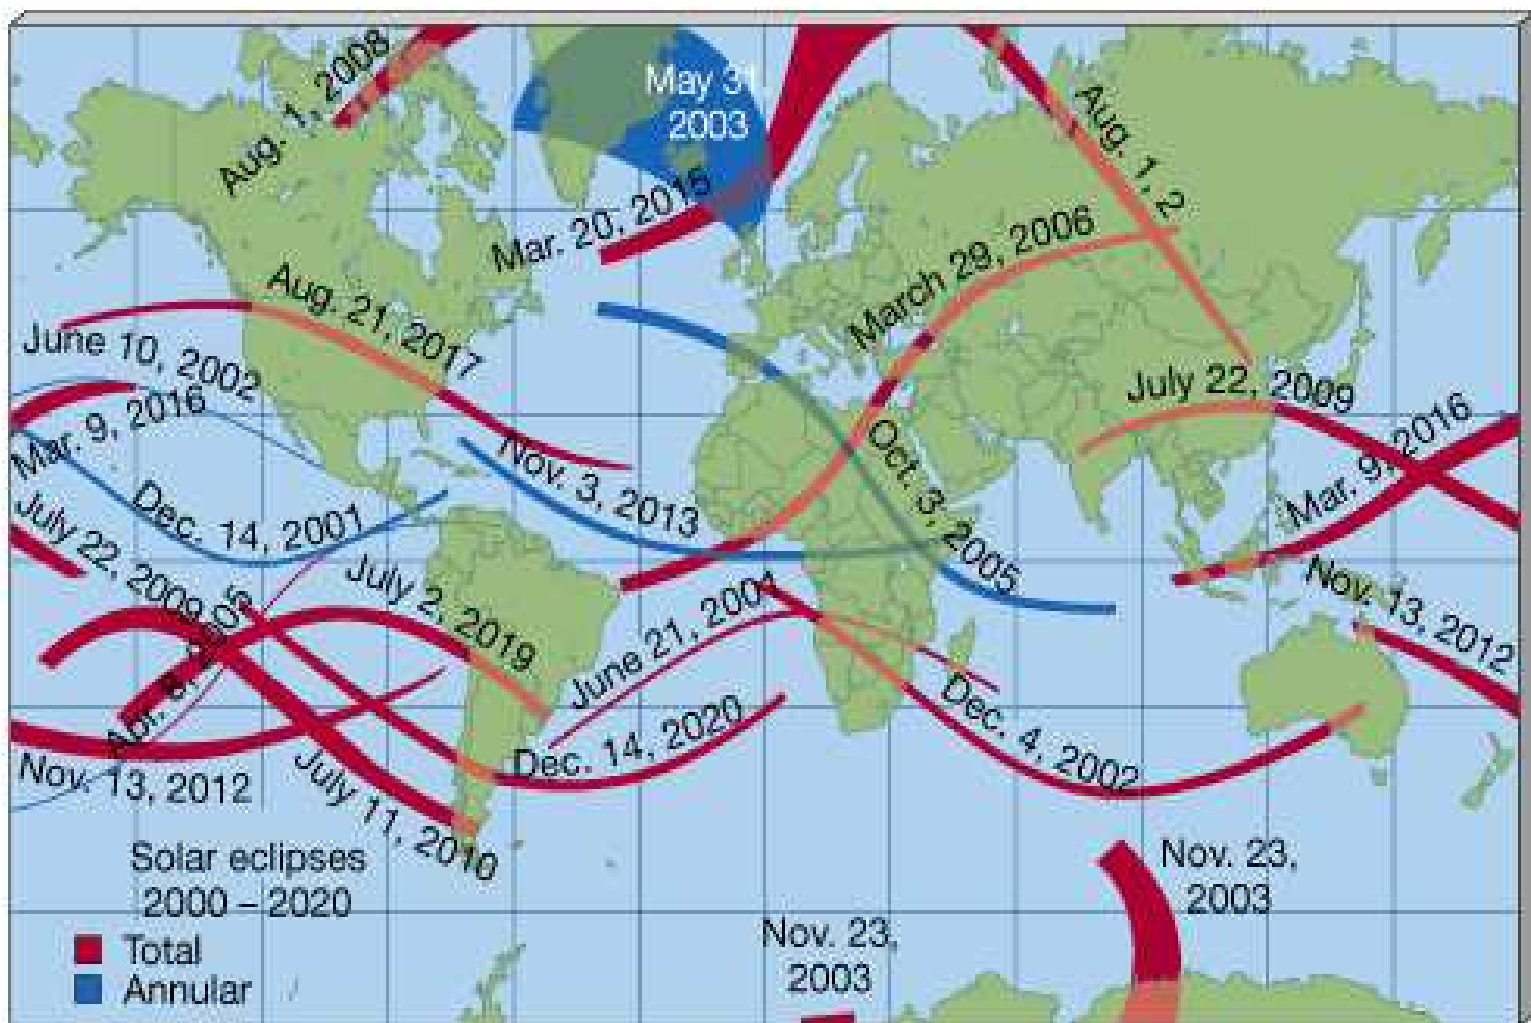 Aug. 1, 2008
May 31,
2003
Mar. 20, 2015
Aug. 1, 2
March 29, 2006
Aug. 21, 2017
June 10, 2002
Mar. 9, 2016
July 22, 2009
Mar. 9, 2016
Nov. 3, 2013
Oct. 3, 2005
Dec. 14, 2001
July 22, 2009
July 2, 2019
Apr. 8, 2005
June 21, 2001
Nov. 13, 2012
Dec. 14, 2020
Dec. 4, 2002
Nov. 13, 2012
July 11, 2010
Solar eclipses
2000 – 2020
Total
Annular
Nov. 23,
2003
Nov. 23,
2003